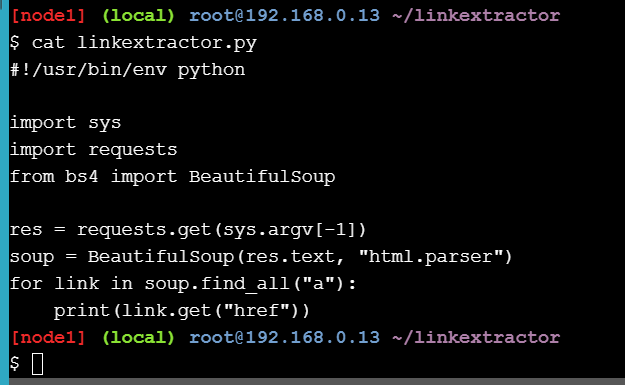 [node1] (local) root@192.168.0.13 ~/linkextractor
$ cat linkextractor.py
#!/usr/bin/env python

import sys
import requests
from bs4 import BeautifulSoup

res = requests.get(sys.argv[-1])
soup = BeautifulSoup(res.text, "html.parser")
for link in soup.find_all("a"):
    print(link.get("href"))
[node1] (local) root@192.168.0.13 ~/linkextractor
$